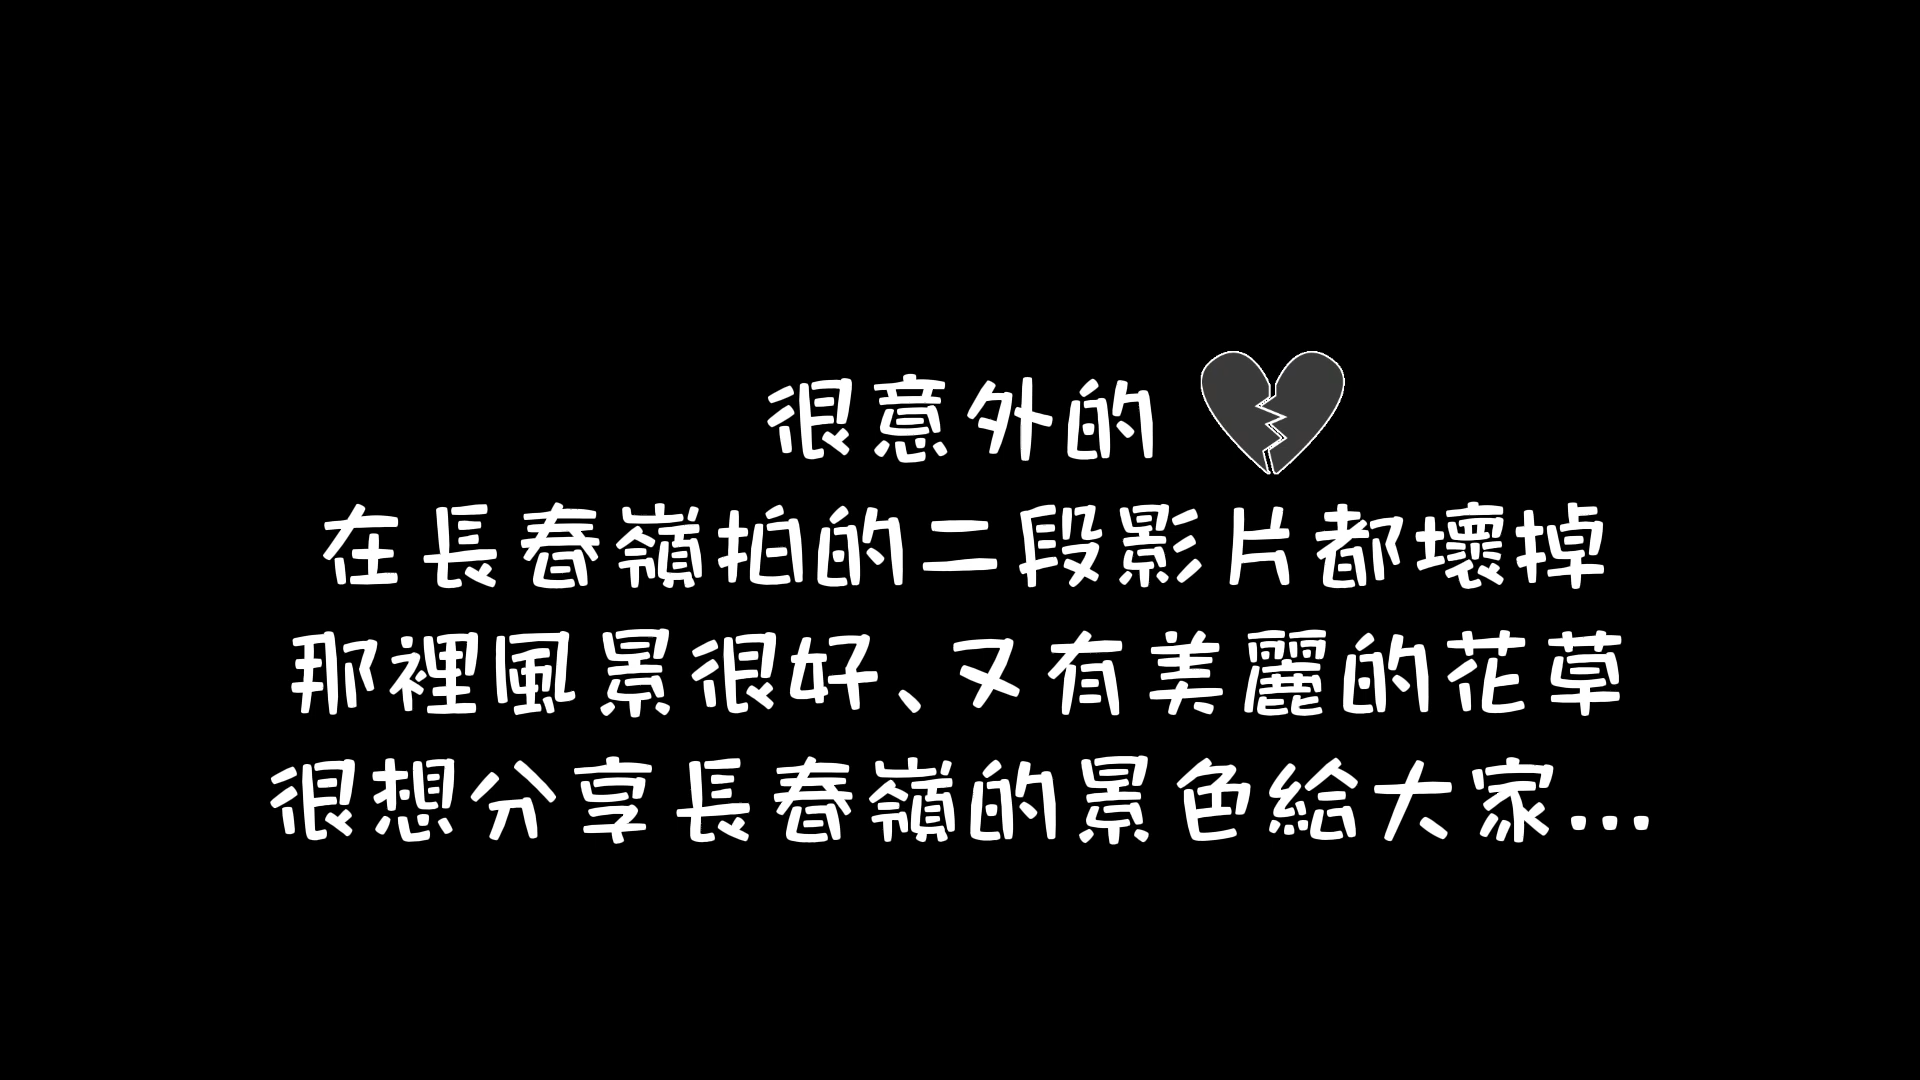 很意外的
在長春嶺拍的二段影片都壞掉
那裡風景很好、又有美麗的花草
很想分享長春嶺的景色給大家...